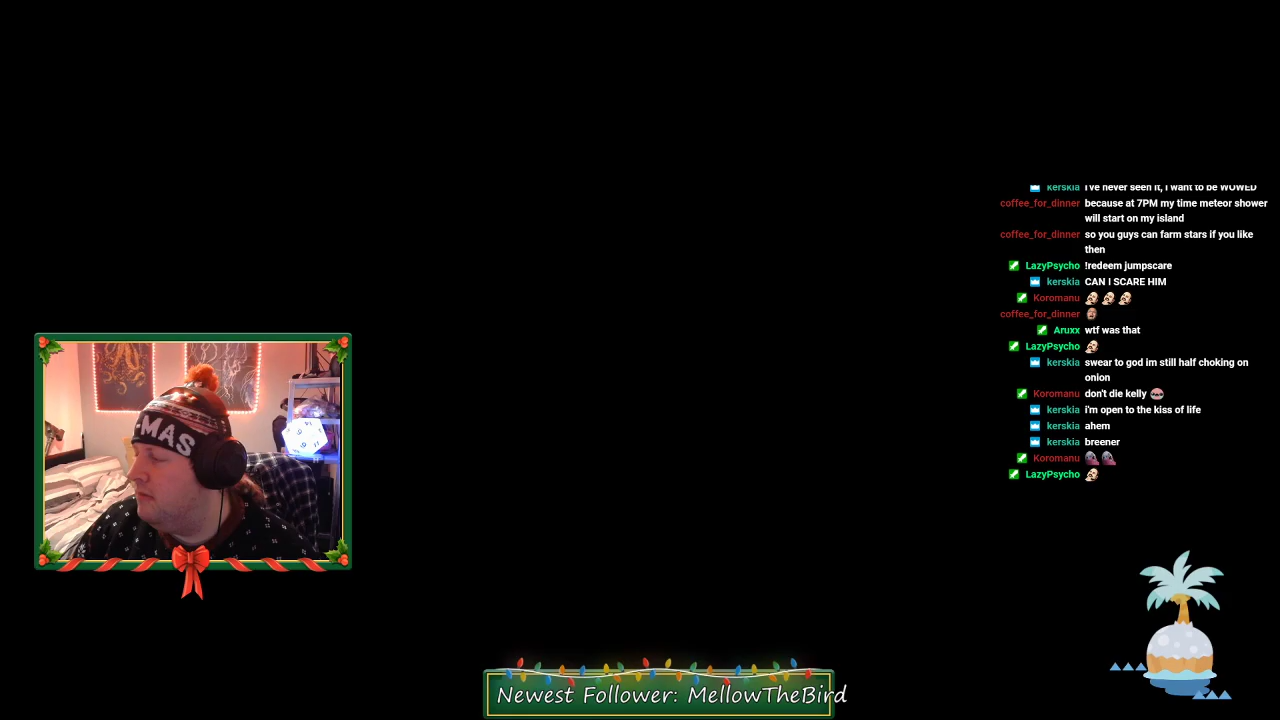 kerskia I've never seen it, I want to be WOWED
coffee_for_dinner because at 7PM my time meteor shower
will start on my island
coffee_for_dinner so you guys can farm stars if you like
then
LazyPsycho !redeem jumpscare
kerskia CAN I SCARE HIM
Koromanu
coffee_for_dinner
Aruxx wtf was that
LazyPsycho
kerskia swear to god im still half choking on
onion
Koromanu don't die kelly
kerskia i'm open to the kiss of life
kerskia ahem
kerskia breener
Koromanu
LazyPsycho
-MAS
Newest Follower: MellowTheBird